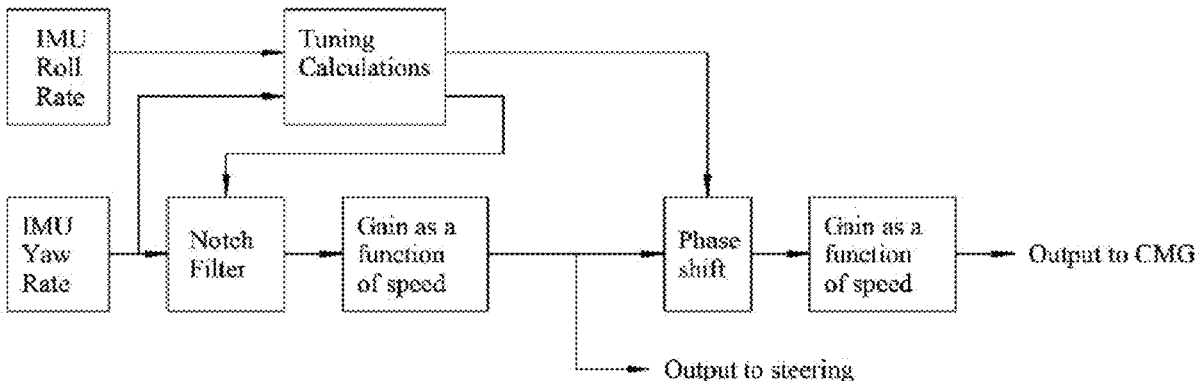 IMU
Roll
Rate
Tuning
Calculations
IMU
Yaw
Rate
Notch
Filter
Gain as a
function
of speed
Phase
shift
Gain as a
function
of speed
Output to CMG
Output to steering